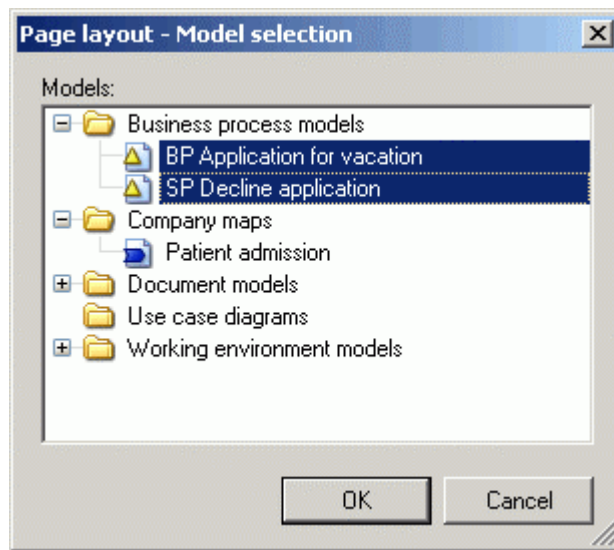 Page layout - Model selection
Models:
Business process models
BP Application for vacation
SP Decline application
Company maps
Patient admission
Document models
Use case diagrams
Working environment models
OK Cancel